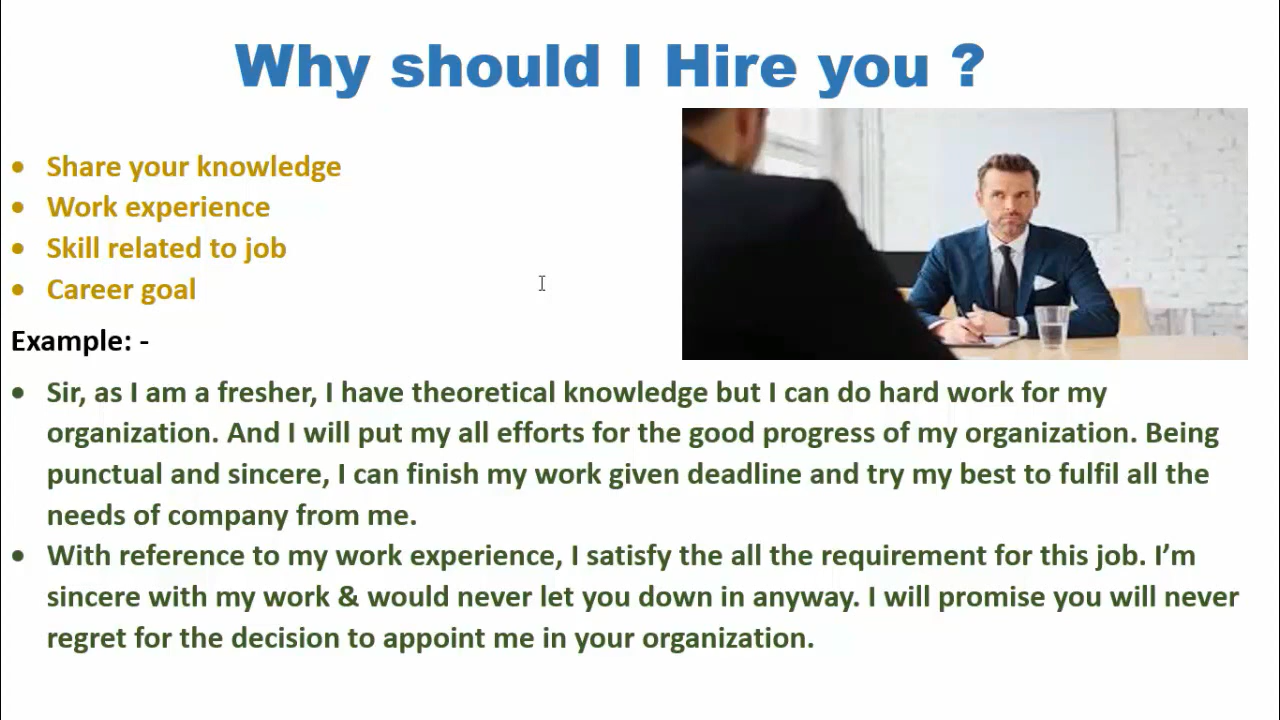 Why should I Hire you ?
• Share your knowledge
• Work experience
• Skill related to job
• Career goal
Example: -
• Sir, as I am a fresher, I have theoretical knowledge but I can do hard work for my
organization. And I will put my all efforts for the good progress of my organization. Being
punctual and sincere, I can finish my work given deadline and try my best to fulfil all the
needs of company from me.
• With reference to my work experience, I satisfy the all the requirement for this job. I’m
sincere with my work & would never let you down in anyway. I will promise you will never
regret for the decision to appoint me in your organization.